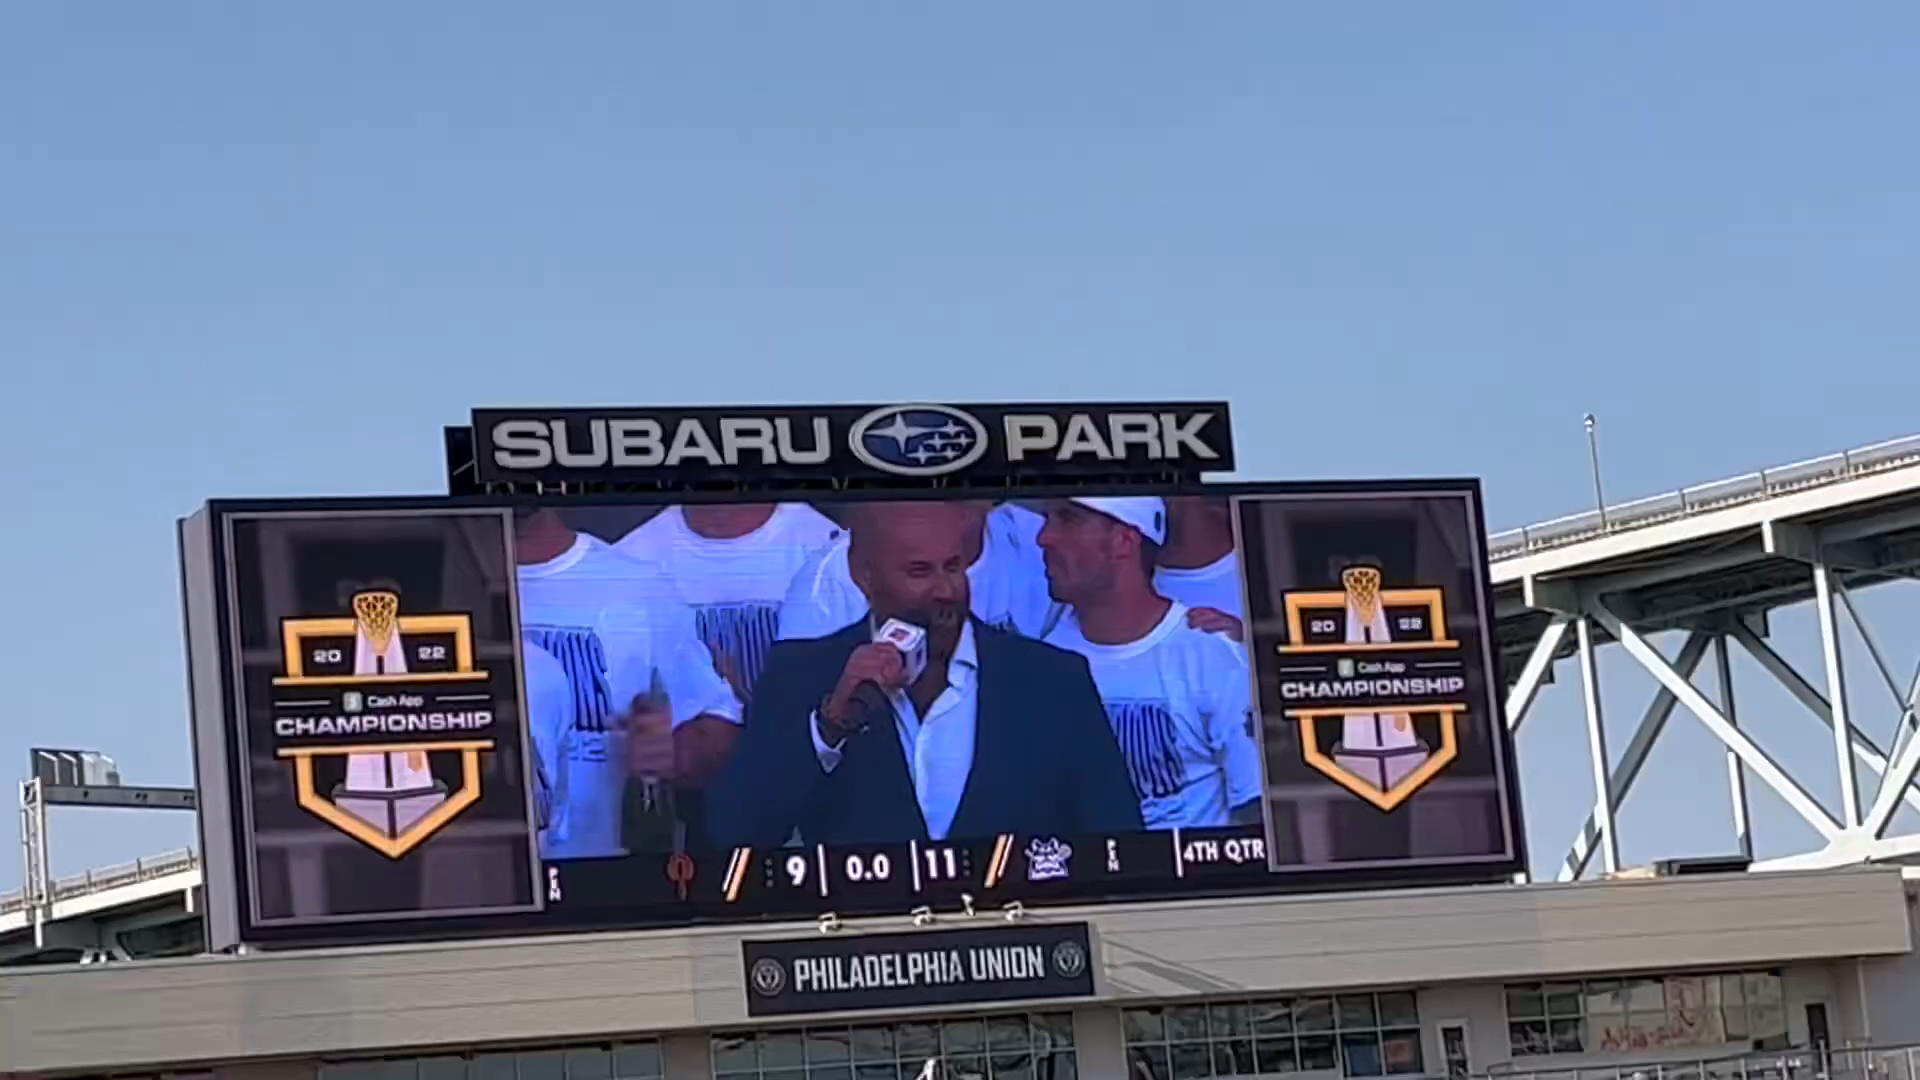 SUBARU PARK
20 22
Cash App
CHAMPIONSHIP
20 22
Cash App
CHAMPIONSHIP
9 0.0 11 4TH QTR
PHILADELPHIA UNION